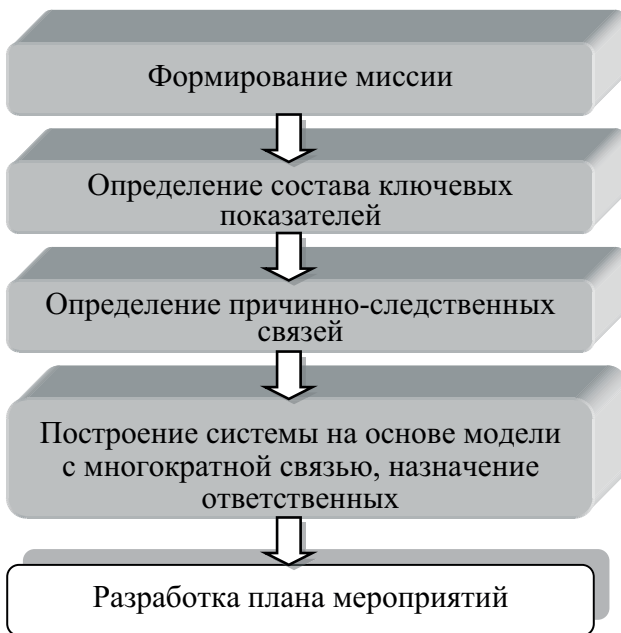 Формирование миссии
Определение состава ключевых
показателей
Определение причинно-следственных
связей
Построение системы на основе модели
с многократной связью, назначение
ответственных
Разработка плана мероприятий